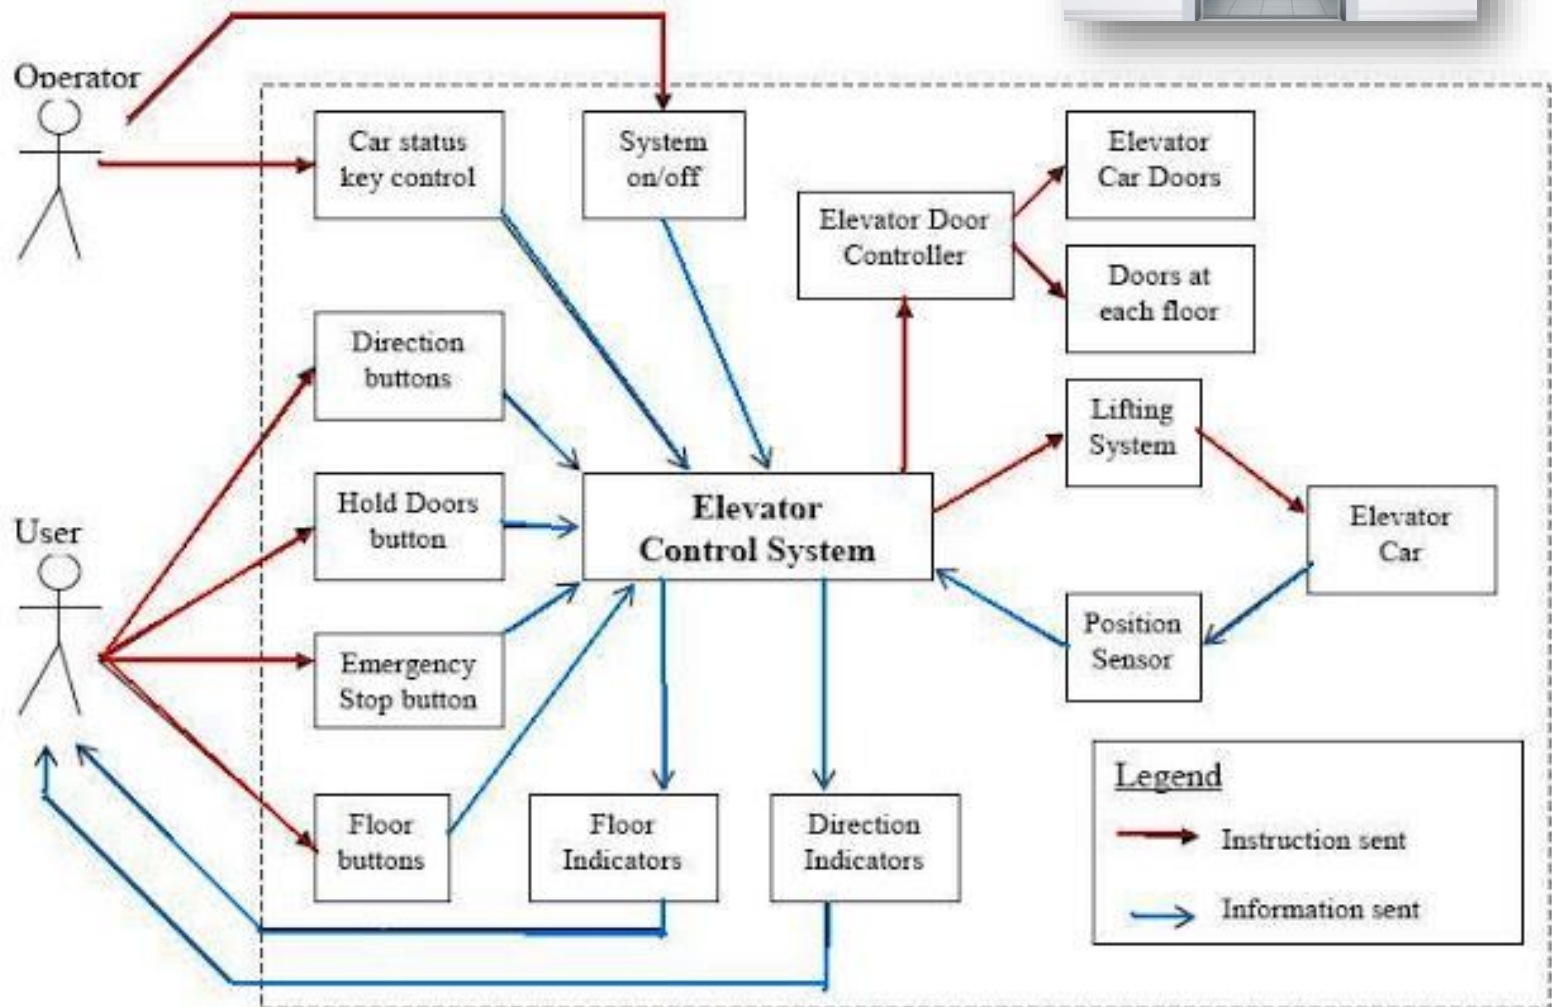 Operator
Car status
key control
System
on/off
Elevator
Car Doors
Elevator Door
Controller
Doors at
each floor
Direction
buttons
Lifting
System
Hold Doors
button
Elevator
Control System
Elevator
Car
User
Emergency
Stop button
Position
Sensor
Floor
buttons
Floor
Indicators
Direction
Indicators
Legend
Instruction sent
Information sent